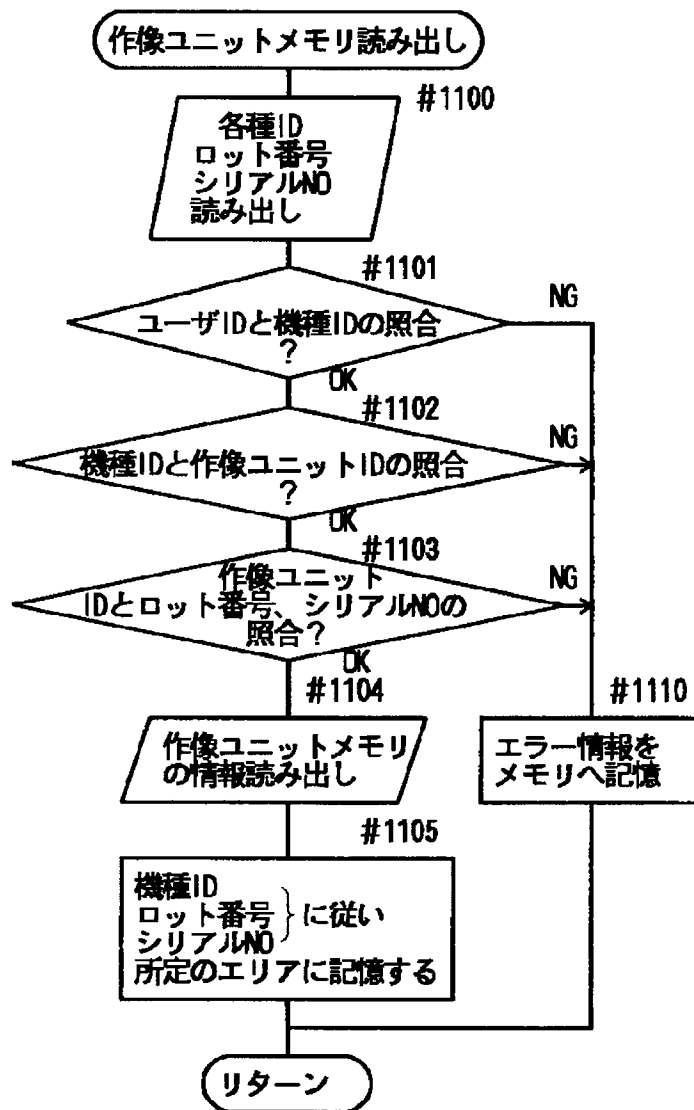 作像ユニットメモリ読み出し
#1100
各種ID
ロット番号
シリアルNO
読み出し
#1101
NG
ユーザIDと機種IDの照合
?
OK
#1102
NG
機種IDと作像ユニットIDの照合
?
OK
#1103
NG
作像ユニット
IDとロット番号、シリアルNOの
照合?
OK
#1104
#1110
作像ユニットメモリ
の情報読み出し
エラー情報を
メモリへ記憶
#1105
機種ID
ロット番号}に従い
シリアルNO
所定のエリアに記憶する
リターン